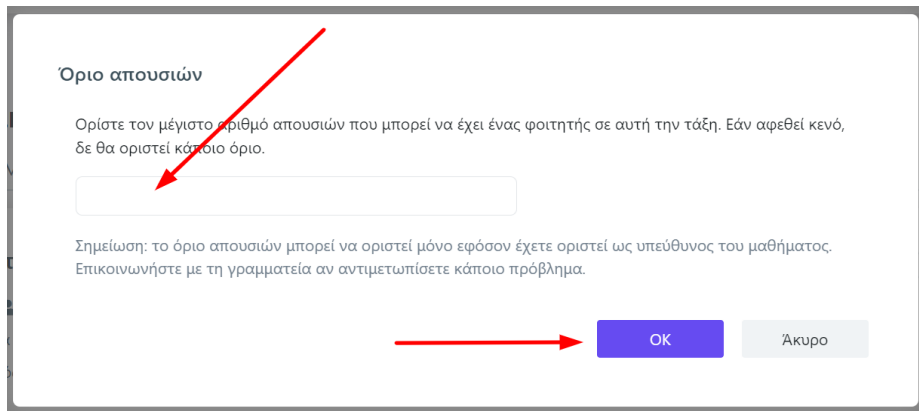 Όριο απουσιών
Ορίστε τον μέγιστο αριθμό απουσιών που μπορεί να έχει ένας φοιτητής σε αυτή την τάξη. Εάν αφεθεί κενό,
δε θα οριστεί κάποιο όριο.
Σημείωση: το όριο απουσιών μπορεί να οριστεί μόνο εφόσον έχετε οριστεί ως υπεύθυνος του μαθήματος.
Επικοινωνήστε με τη γραμματεία αν αντιμετωπίσετε κάποιο πρόβλημα.
OK
Άκυρο